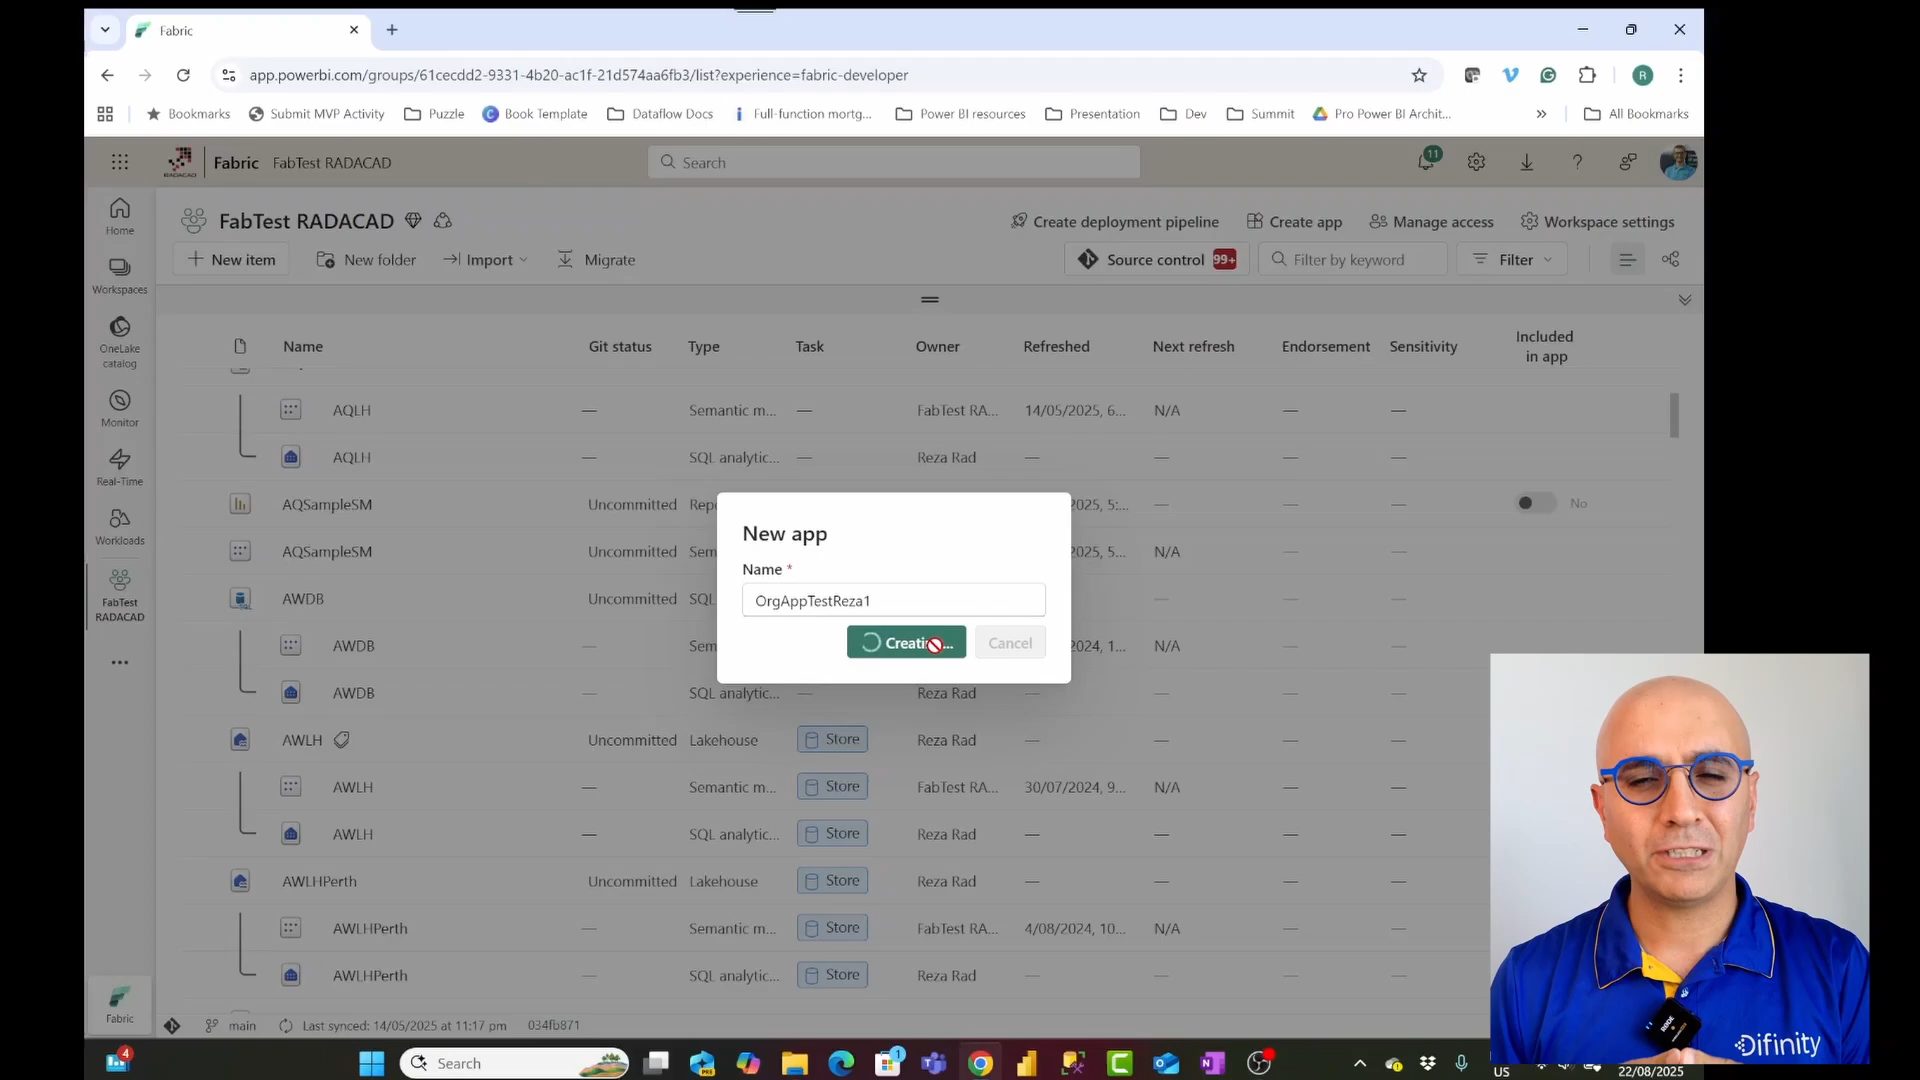 Fabric
app.powerbi.com/groups/61cecdd2-9331-4b20-ac1f-21d574aa6fb3/list?experience=fabric-developer
R
Bookmarks Submit MVP Activity Puzzle Book Template Dataflow Docs Full-function mortg... Power BI resources Presentation Dev Summit Pro Power BI Archit... All Bookmarks
RADACAD Fabric FabTest RADACAD Search 11
FabTest RADACAD Create deployment pipeline Create app Manage access Workspace settings
New item New folder Import Migrate Source control 99+ Filter by keyword Filter
Home
Workspaces
OneLake catalog
Monitor
Real-Time
Workloads
FabTest RADACAD
Fabric
Name Git status Type Task Owner Refreshed Next refresh Endorsement Sensitivity Included in app
AQLH — Semantic m... — FabTest RA... 14/05/2025, 6... N/A — —
AQLH — SQL analytic... — Reza Rad — — — —
AQSampleSM Uncommitted Repo 2025, 5:... — — — No
AQSampleSM Uncommitted Sem 2025, 5... N/A — —
AWDB Uncommitted SQL — — —
AWDB — Sem 2024, 1... N/A — —
AWDB — SQL analytic... — Reza Rad — — — —
AWLH Uncommitted Lakehouse Store Reza Rad — — — —
AWLH — Semantic m... Store FabTest RA... 30/07/2024, 9... N/A — —
AWLH — SQL analytic... Store Reza Rad — — — —
AWLHPerth Uncommitted Lakehouse Store Reza Rad — — — —
AWLHPerth — Semantic m... Store FabTest RA... 4/08/2024, 10... N/A — —
AWLHPerth — SQL analytic... Store Reza Rad — — — —
New app
Name *
OrgAppTestReza1
Creati... Cancel
main Last synced: 14/05/2025 at 11:17 pm 034fb871
4 Search PRE 1 US 22/08/2025
RØDE
Difinity